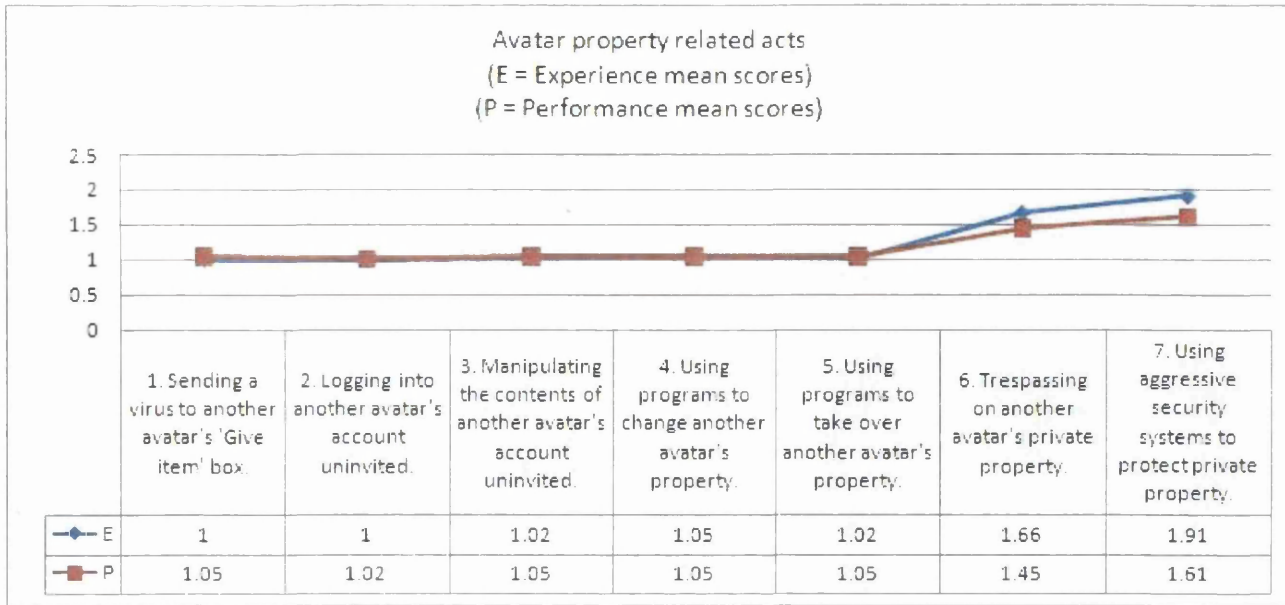 Avatar property related acts
(E = Experience mean scores)
(P = Performance mean scores)
2.5
2
1.5
1
0.5
0
1. Sending a
virus to another
avatar's 'Give
item' box.
2. Logging into
another avatar's
account
uninvited.
3. Manipulating
the contents of
another avatar's
account
uninvited.
4. Using
programs to
change another
avatar's
property.
5. Using
programs to
take over
another avatar's
property.
6. Trespassing
on another
avatar's private
property.
7. Using
aggressive
security
systems to
protect private
property.
E 1 1 1.02 1.05 1.02 1.66 1.91
P 1.05 1.02 1.05 1.05 1.05 1.45 1.61